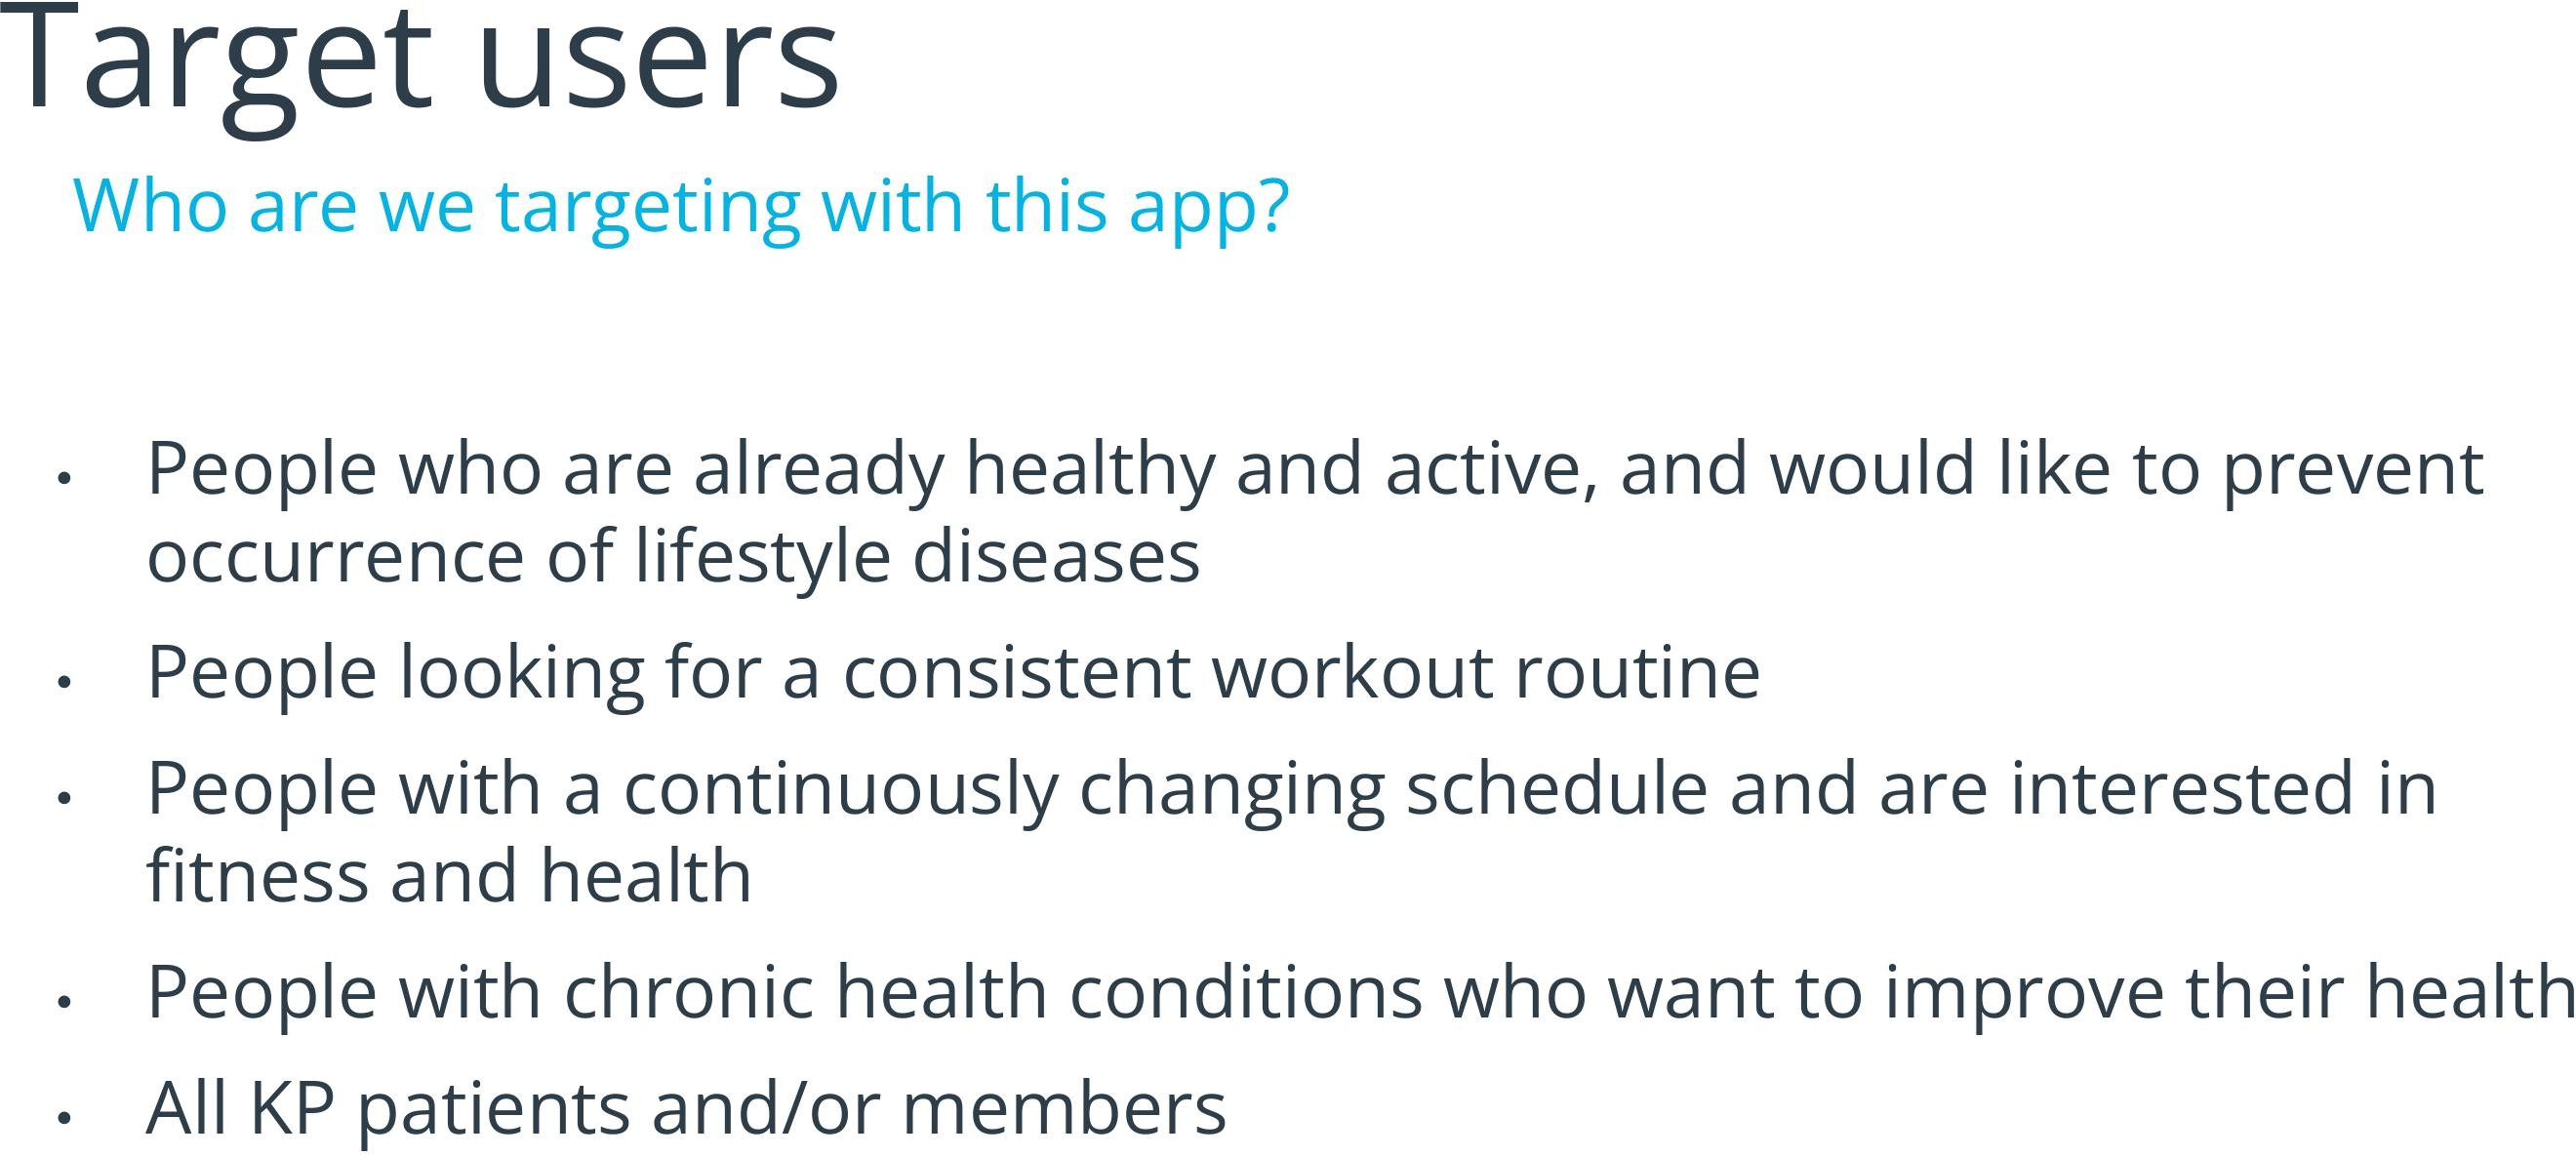 Target users
Who are we targeting with this app?
• People who are already healthy and active, and would like to prevent
occurrence of lifestyle diseases
• People looking for a consistent workout routine
• People with a continuously changing schedule and are interested in
fitness and health
• People with chronic health conditions who want to improve their health
• All KP patients and/or members